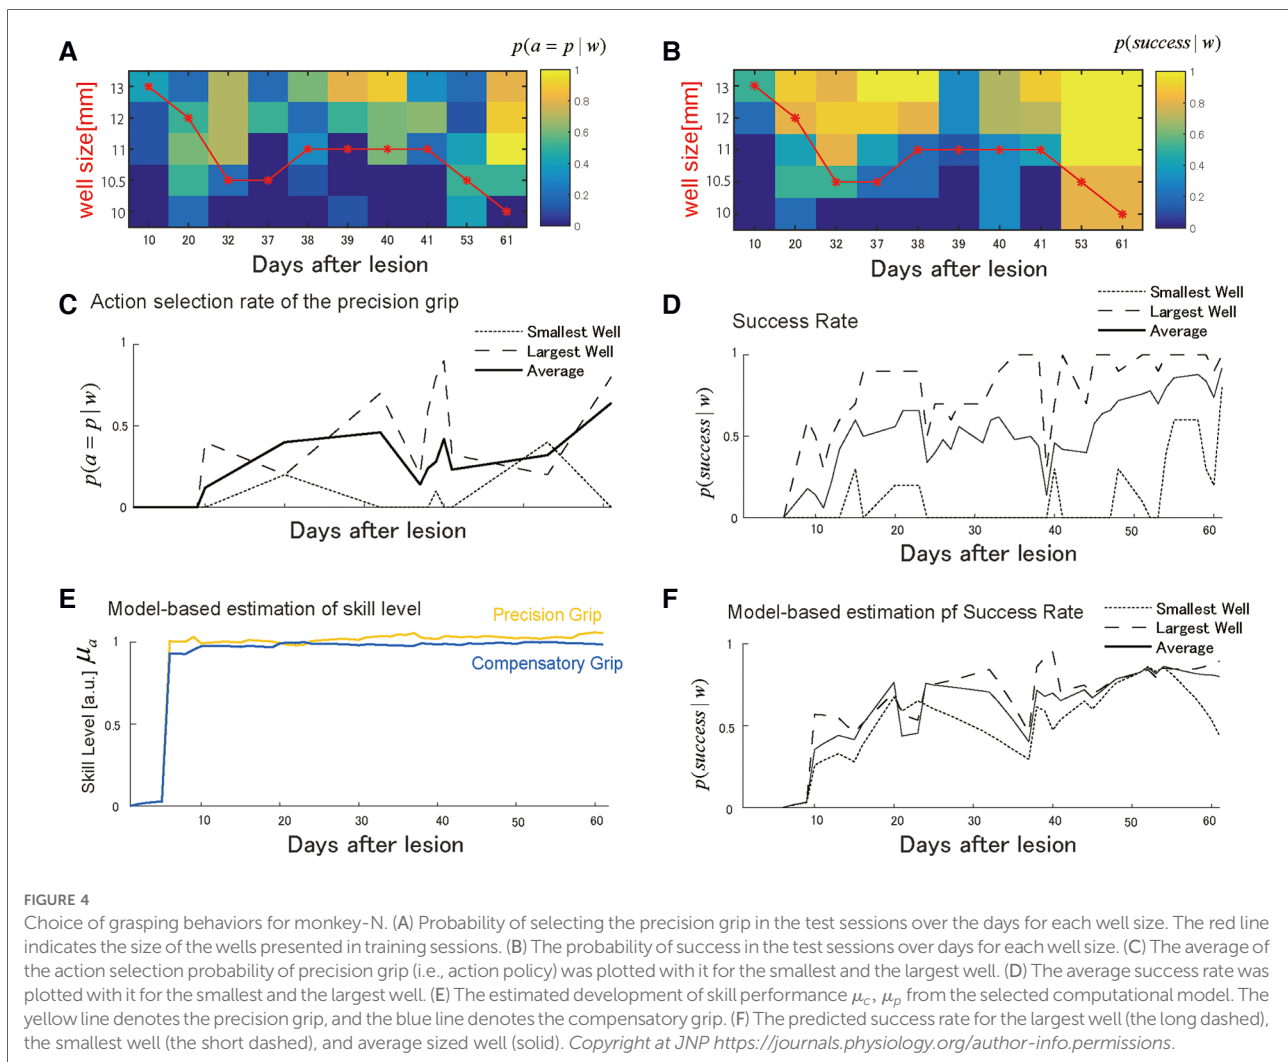 A
p(a = p | w)
well size[mm]
13
12
11
10.5
10
10
20
32
37
38
39
40
41
53
61
Days after lesion
1
0.8
0.6
0.4
0.2
0
B
p(success | w)
well size[mm]
13
12
11
10.5
10
10
20
32
37
38
39
40
41
53
61
Days after lesion
1
0.8
0.6
0.4
0.2
0
C
Action selection rate of the precision grip
Smallest Well
Largest Well
Average
p(a = p | w)
1
0.5
0
Days after lesion
D
Success Rate
Smallest Well
Largest Well
Average
p(success | w)
1
0.5
0
10
20
30
40
50
60
Days after lesion
E
Model-based estimation of skill level
Precision Grip
Compensatory Grip
Skill Level [a.u.] μa
1
0.5
0
10
20
30
40
50
60
Days after lesion
F
Model-based estimation pf Success Rate
Smallest Well
Largest Well
Average
p(success | w)
1
0.5
0
10
20
30
40
50
60
Days after lesion
FIGURE 4
Choice of grasping behaviors for monkey-N. (A) Probability of selecting the precision grip in the test sessions over the days for each well size. The red line
indicates the size of the wells presented in training sessions. (B) The probability of success in the test sessions over days for each well size. (C) The average of
the action selection probability of precision grip (i.e., action policy) was plotted with it for the smallest and the largest well. (D) The average success rate was
plotted with it for the smallest and the largest well. (E) The estimated development of skill performance μc, μp from the selected computational model. The
yellow line denotes the precision grip, and the blue line denotes the compensatory grip. (F) The predicted success rate for the largest well (the long dashed),
the smallest well (the short dashed), and average sized well (solid). Copyright at JNP https://journals.physiology.org/author-info.permissions.